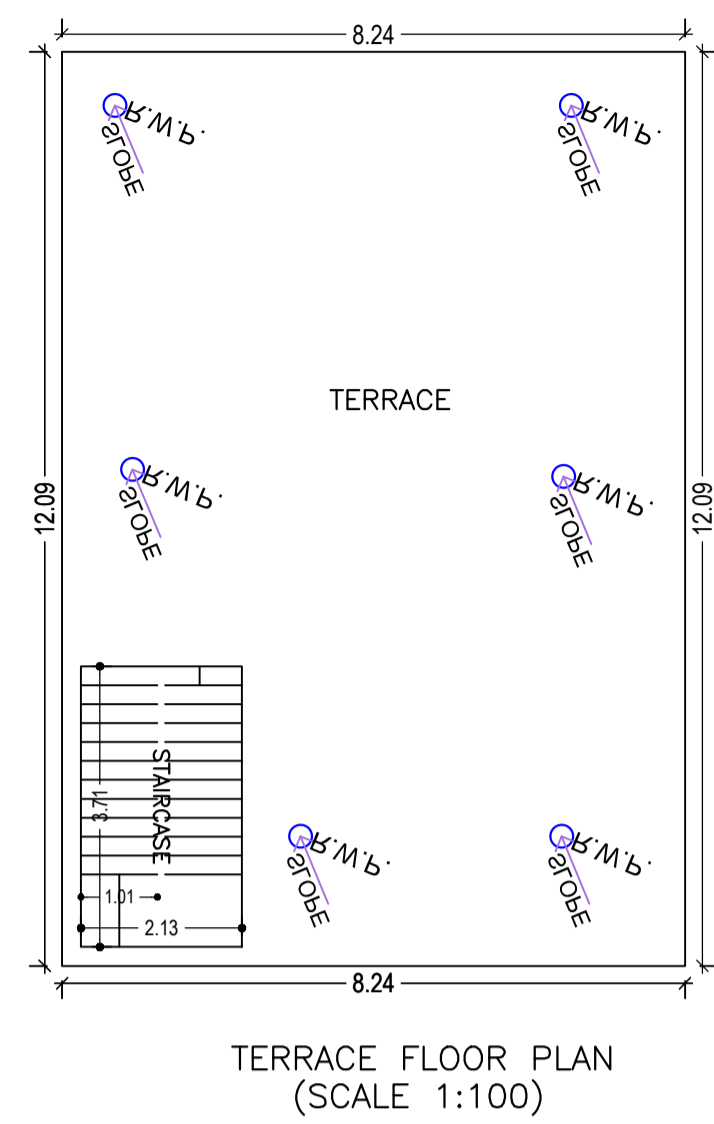 8.24
R.W.P.
SLOPE
R.W.P.
SLOPE
TERRACE
R.W.P.
SLOPE
R.W.P.
SLOPE
12.09
12.09
STAIRCASE
3.71
1.01
2.13
R.W.P.
SLOPE
R.W.P.
SLOPE
8.24
TERRACE FLOOR PLAN
(SCALE 1:100)